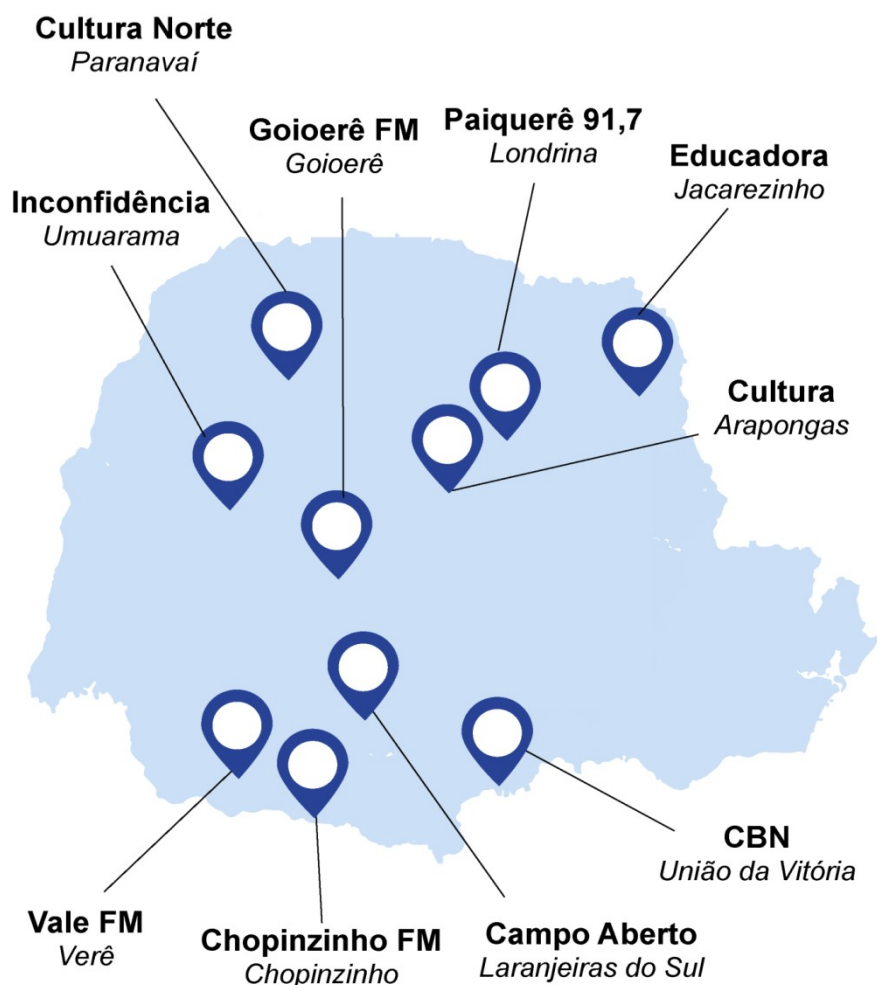 Cultura Norte
Paranavaí
Goioerê FM
Goioerê
Paiquerê 91,7
Londrina
Educadora
Jacarezinho
Inconfidência
Umuarama
Cultura
Arapongas
CBN
União da Vitória
Vale FM
Verê
Chopinzinho FM
Chopinzinho
Campo Aberto
Laranjeiras do Sul